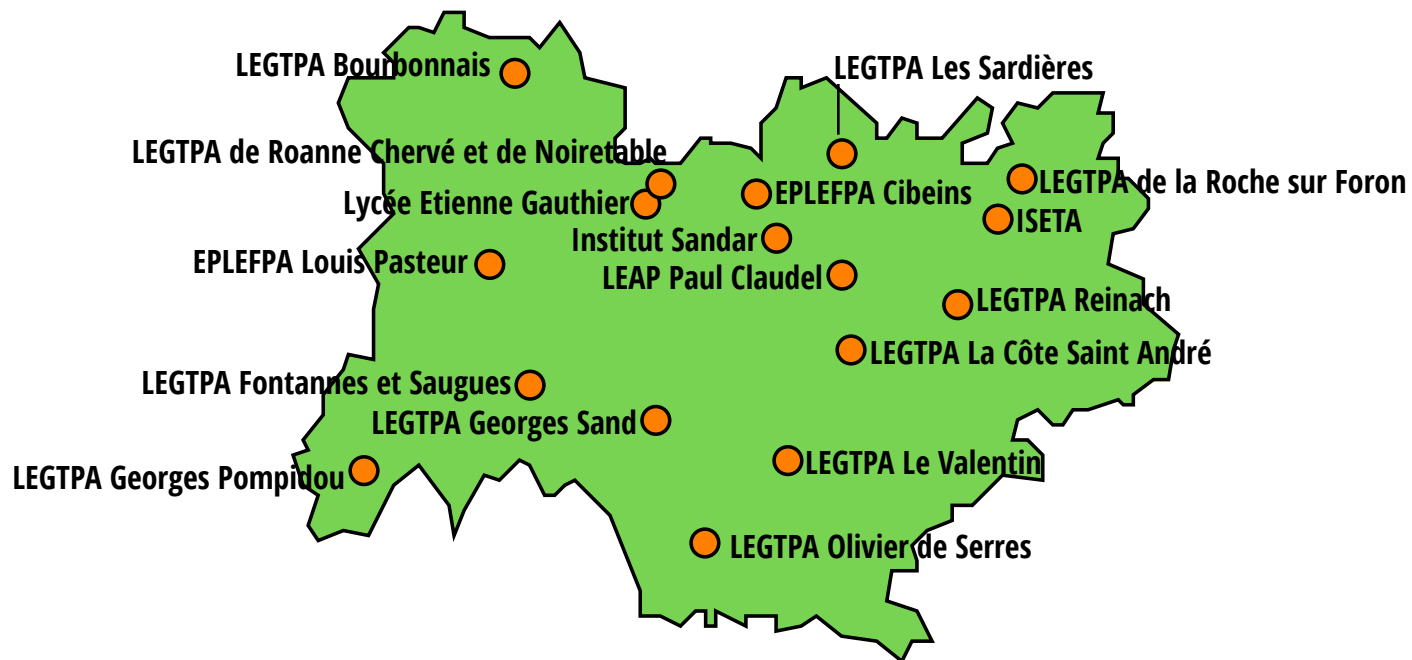 LEGTPA Bourbonnais
LEGTPA Les Sardières
LEGTPA de Roanne Chervé et de Noiretable
LEGTPA de la Roche sur Foron
Lycée Etienne Gauthier
EPLEFPA Cibeins
ISETA
Institut Sandar
EPLEFPA Louis Pasteur
LEAP Paul Claudel
LEGTPA Reinach
LEGTPA La Côte Saint André
LEGTPA Fontannes et Saugues
LEGTPA Georges Sand
LEGTPA Le Valentin
LEGTPA Georges Pompidou
LEGTPA Olivier de Serres